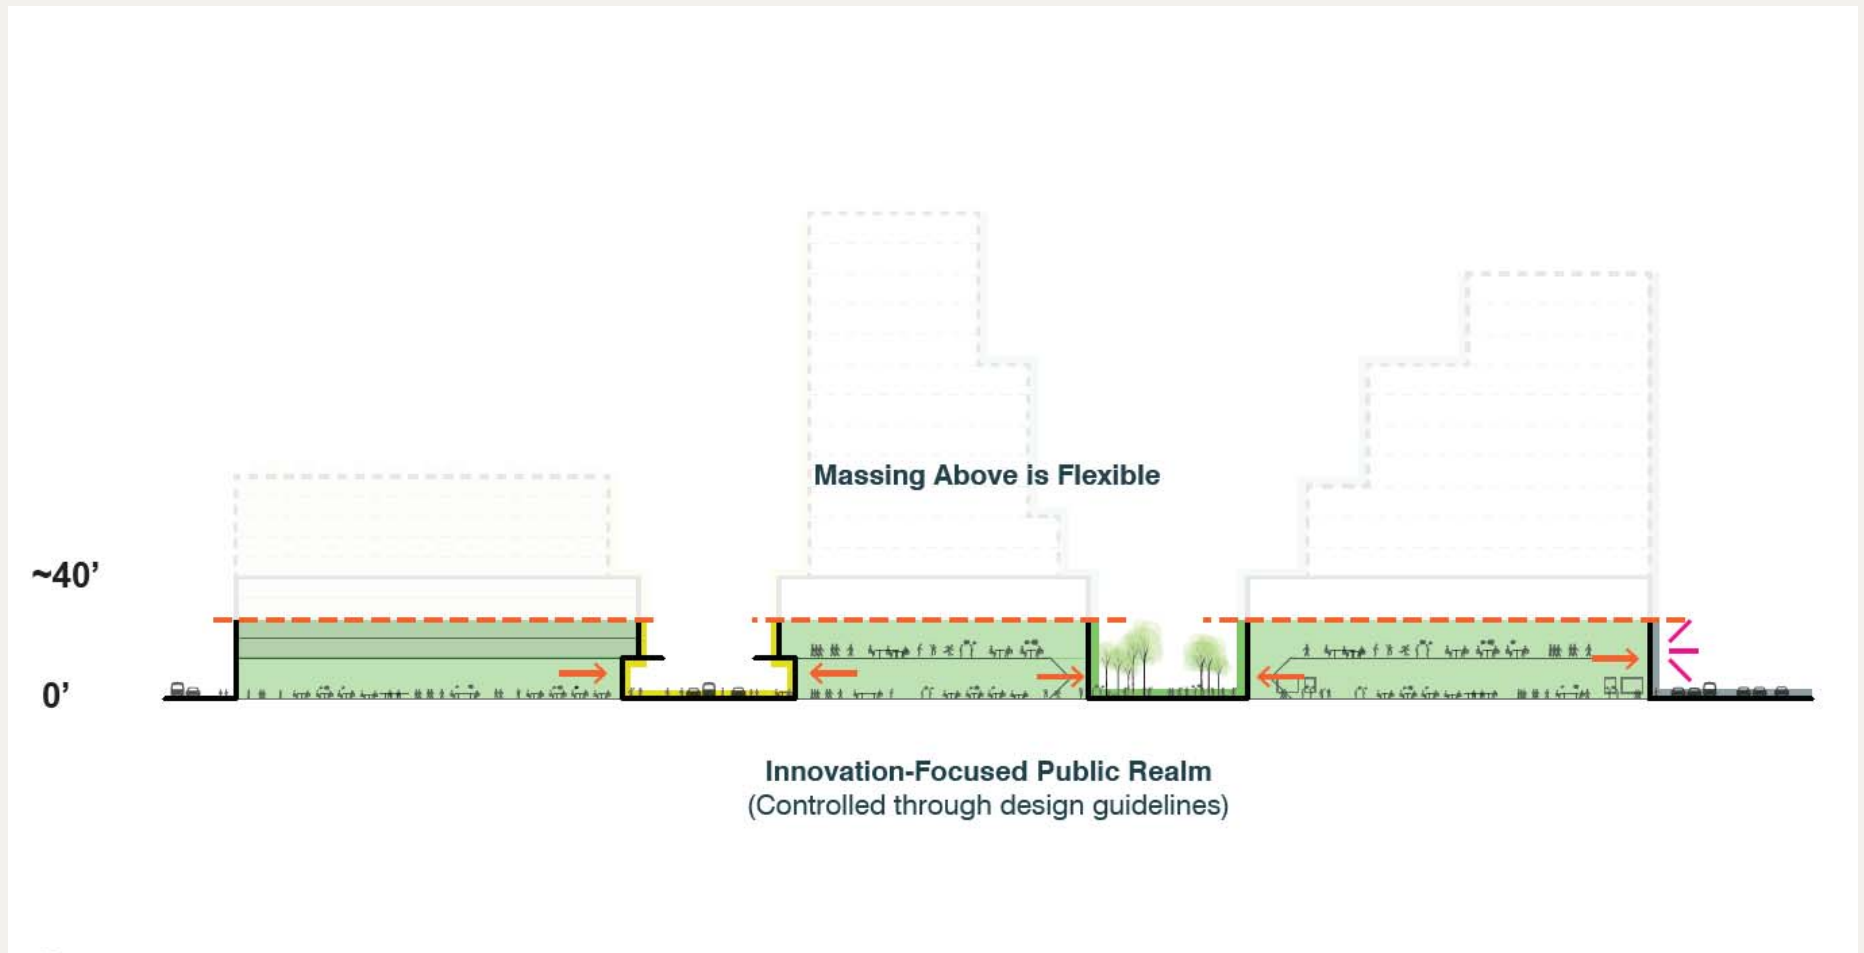 Massing Above is Flexible
~40’
0’
Innovation-Focused Public Realm
(Controlled through design guidelines)